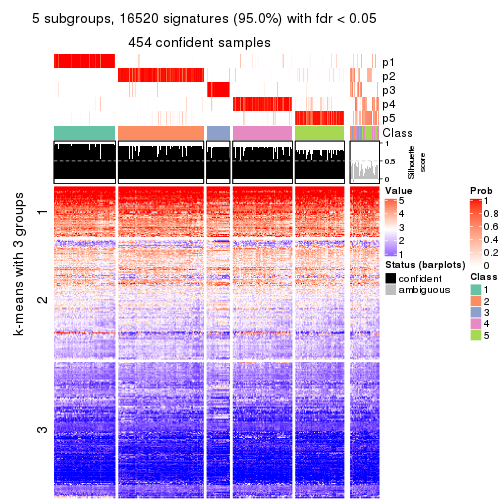 5 subgroups, 16520 signatures (95.0%) with fdr < 0.05
454 confident samples
p1
p2
p3
p4
p5
Class
1
0.5
0
Silhouette
score
k-means with 3 groups
1
2
3
Value
5
4
3
2
1
Status (barplots)
confident
ambiguous
Prob
1
0.8
0.6
0.4
0.2
0
Class
1
2
3
4
5